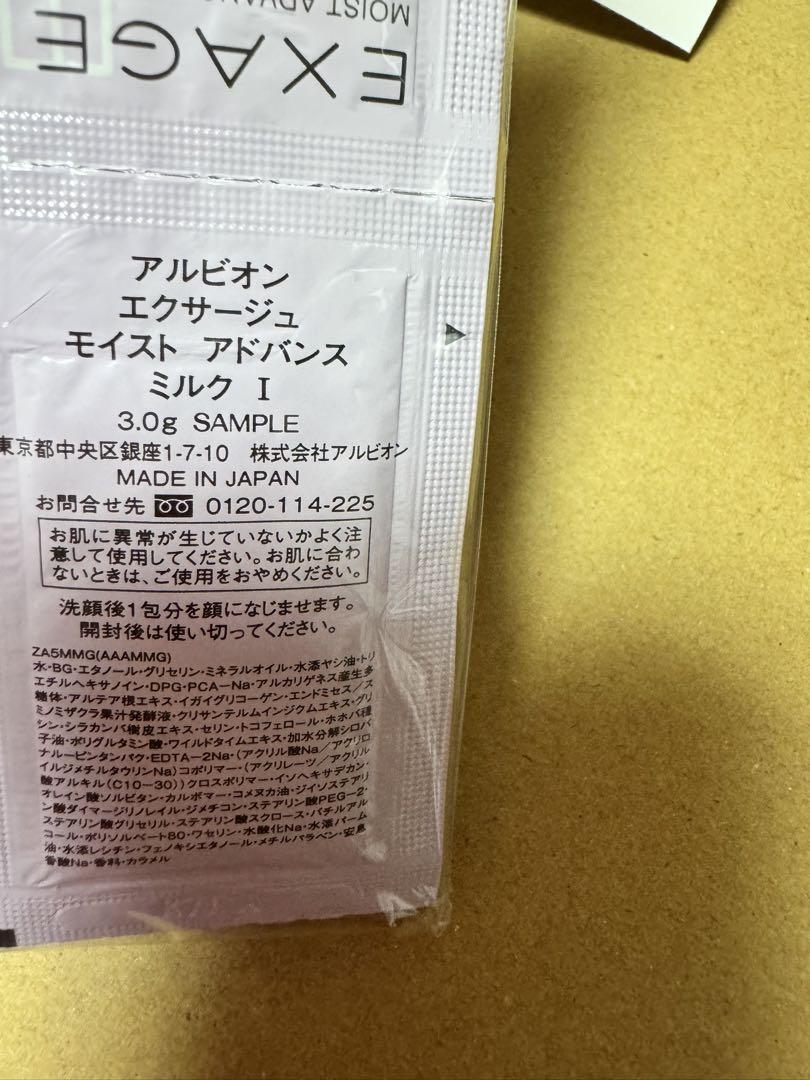 MOIST ADVANC
EXAGE
アルビオン
エクサージュ
モイスト アドバンス
ミルク I
3.0g SAMPLE
東京都中央区銀座1-7-10 株式会社アルビオン
MADE IN JAPAN
お問合せ先 0120-114-225
お肌に異常が生じていないかよく注
意して使用してください。お肌に合わ
ないときは、ご使用をおやめください。
洗顔後1包分を顔になじませます。
開封後は使い切ってください。
ZA5MMG(AAAMMG)
水・BG・エタノール・グリセリン・ミネラルオイル・水添ヤシ油・トリ
エチルヘキサノイン・DPG・PCA-Na・アルカリゲネス産生多
糖体・アルテア根エキス・イガイグリコーゲン・エンドミセス/ス
ミノミザクラ果汁発酵液・クリサンテルムインジクムエキス・グリ
シン・シラカンバ樹皮エキス・セリン・トコフェロール・ホホバ種
子油・ポリグルタミン酸・ワイルドタイムエキス・加水分解シロバ
ナルーピンタンパク・EDTA-2Na・(アクリル酸Na/アクリロ
イルジメチルタウリンNa)コポリマー・(アクリレーツ/アクリル
酸アルキル(C10-30))クロスポリマー・イソヘキサデカン・
オレイン酸ソルビタン・カルボマー・コメヌカ油・ジイソステアリ
ン酸ダイマージリノレイル・ジメチコン・ステアリン酸PEG-2・
ステアリン酸グリセリル・ステアリン酸スクロース・バチルアル
コール・ポリソルベート80・ワセリン・水酸化Na・水添パーム
油・水添レシチン・フェノキシエタノール・メチルパラベン・安息
香酸Na・香料・カラメル